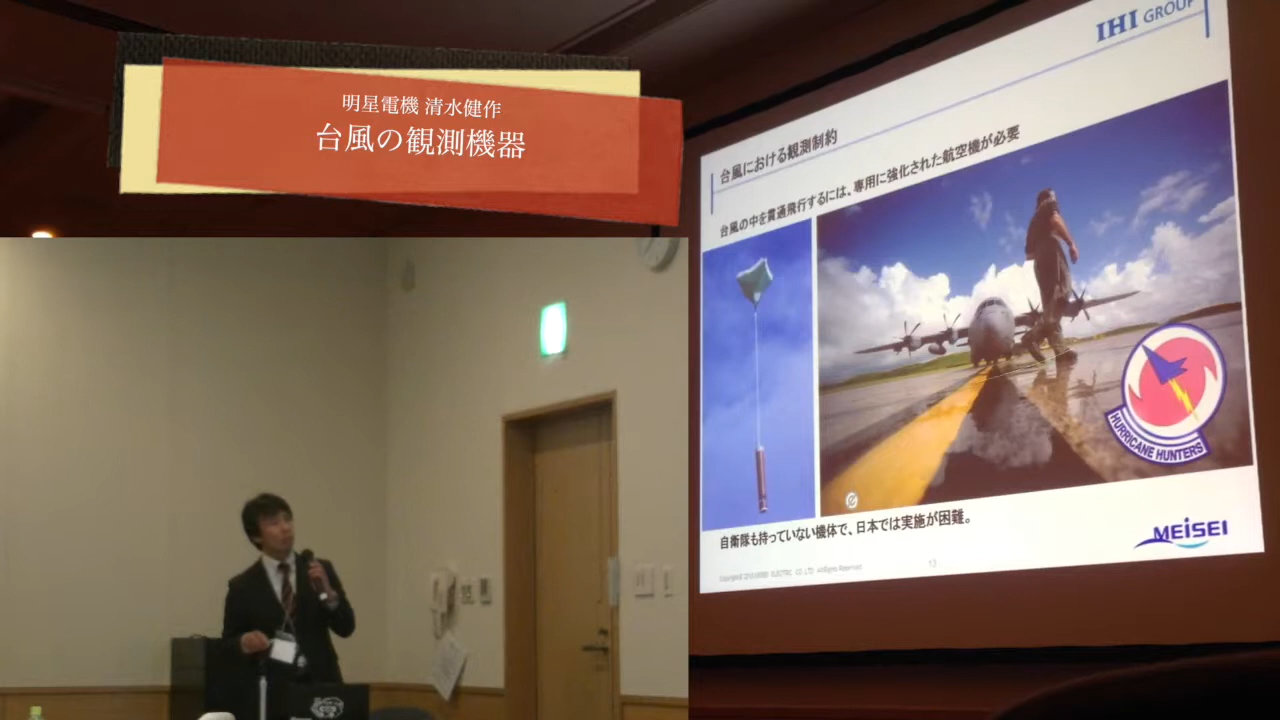 明星電機 清水健作
台風の観測機器
IHI GROUP
台風における観測制約
台風の中を貫通飛行するには、専用に強化された航空機が必要
HURRICANE HUNTERS
自衛隊も持っていない機体で、日本では実施が困難。
MEISEI
13